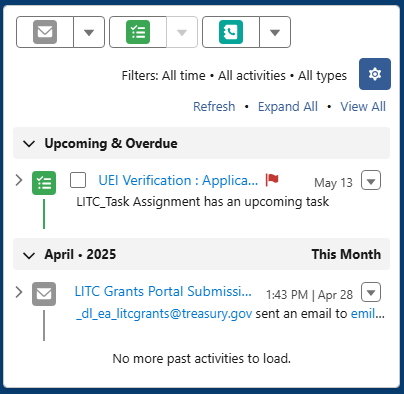 Filters: All time • All activities • All types
Refresh • Expand All • View All
Upcoming & Overdue
UEI Verification : Applica... May 13
LITC_Task Assignment has an upcoming task
April • 2025 This Month
LITC Grants Portal Submissi... 1:43 PM | Apr 28
_dl_ea_litcgrants@treasury.gov sent an email to emil...
No more past activities to load.